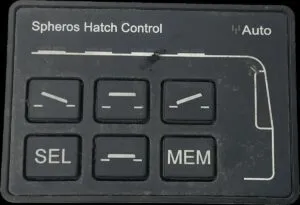 Spheros Hatch Control
Auto
SEL
MEM